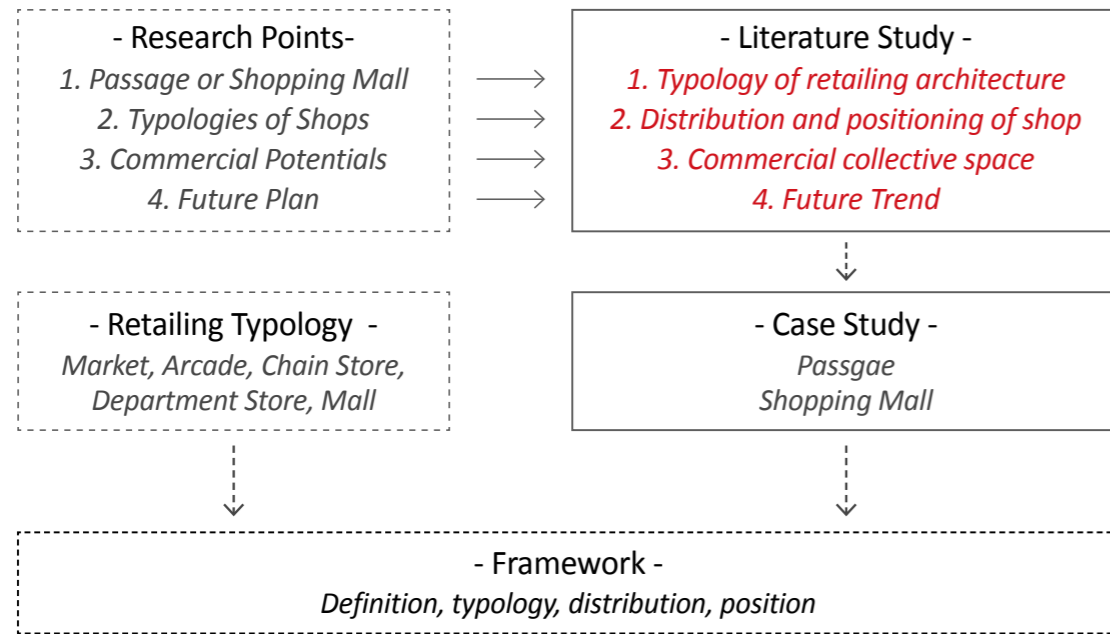 - Research Points-
1. Passage or Shopping Mall
2. Typologies of Shops
3. Commercial Potentials
4. Future Plan
- Literature Study -
1. Typology of retailing architecture
2. Distribution and positioning of shop
3. Commercial collective space
4. Future Trend
- Retailing Typology -
Market, Arcade, Chain Store,
Department Store, Mall
- Case Study -
Passgae
Shopping Mall
- Framework -
Definition, typology, distribution, position